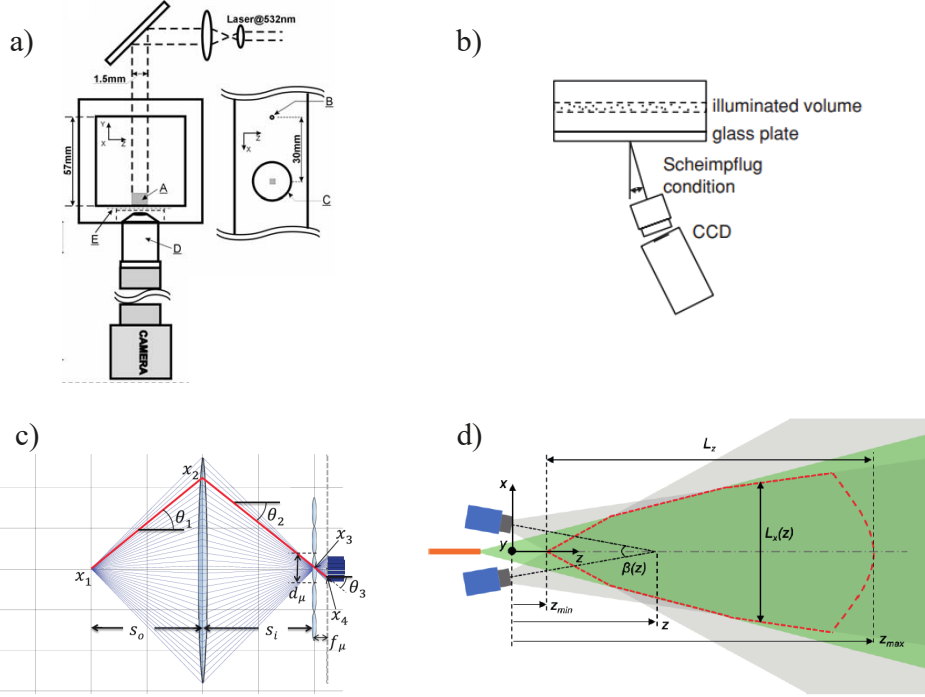 a)
Laser@532nm
1.5mm
57mm
Y
X
Z
A
E
D
CAMERA
B
Z
X
30mm
C
b)
illuminated volume
glass plate
Scheimpflug
condition
CCD
c)
x₂
θ₁
θ₂
x₁
x₃
dμ
θ₃
x₄
sₒ
sᵢ
fμ
d)
Lz
x
y
z
β(z)
Lx(z)
zmin
z
zmax